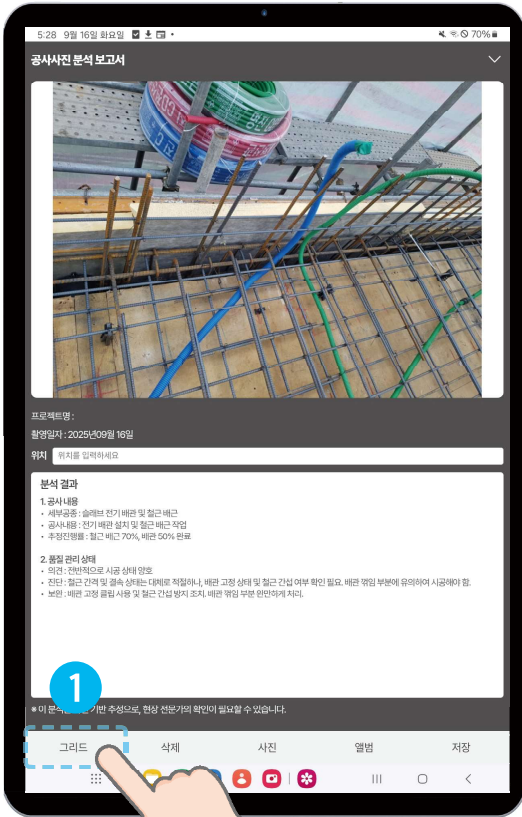 5:28 9월 16일 화요일
70%
공사사진 분석 보고서
프로젝트명 :
촬영일자 : 2025년09월 16일
위치 위치를 입력하세요
분석 결과
1. 공사 내용
• 세부공종 : 슬래브 전기 배관 및 철근 배근
• 공사내용 : 전기 배관 설치 및 철근 배근 작업
• 추정진행률 : 철근 배근 70%, 배관 50% 완료
2. 품질 관리 상태
• 의견 : 전반적으로 시공 상태 양호
• 진단 : 철근 간격 및 결속 상태는 대체로 적절하나, 배관 고정 상태 및 철근 간섭 여부 확인 필요. 배관 꺾임 부분에 유의하여 시공해야 함.
• 보완 : 배관 고정 클립 사용 및 철근 간섭 방지 조치. 배관 꺾임 부분 완만하게 처리.
1
※ 이 분석 기반 추정으로, 현장 전문가의 확인이 필요할 수 있습니다.
그리드 삭제 사진 앨범 저장